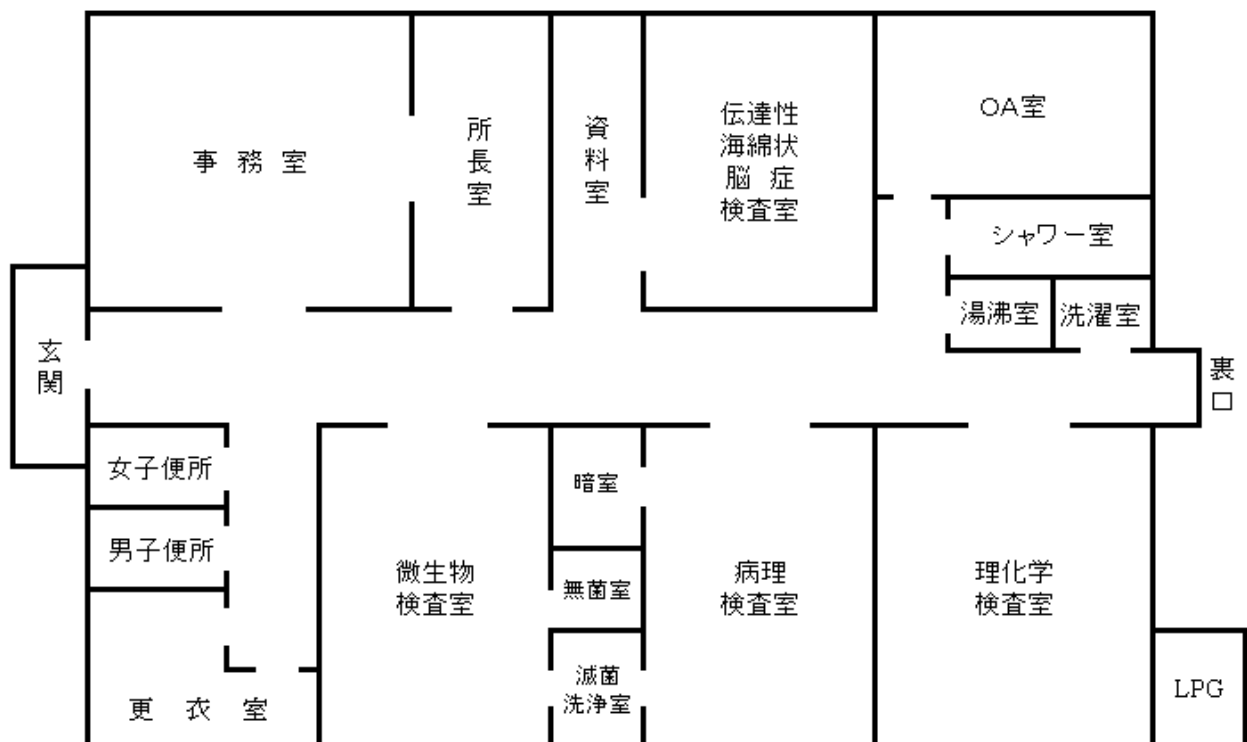 事務室
所長室
資料室
伝達性
海綿状
脳症
検査室
OA室
シャワー室
湯沸室
洗濯室
玄関
裏口
女子便所
男子便所
更衣室
微生物
検査室
暗室
無菌室
滅菌
洗浄室
病理
検査室
理化学
検査室
LPG